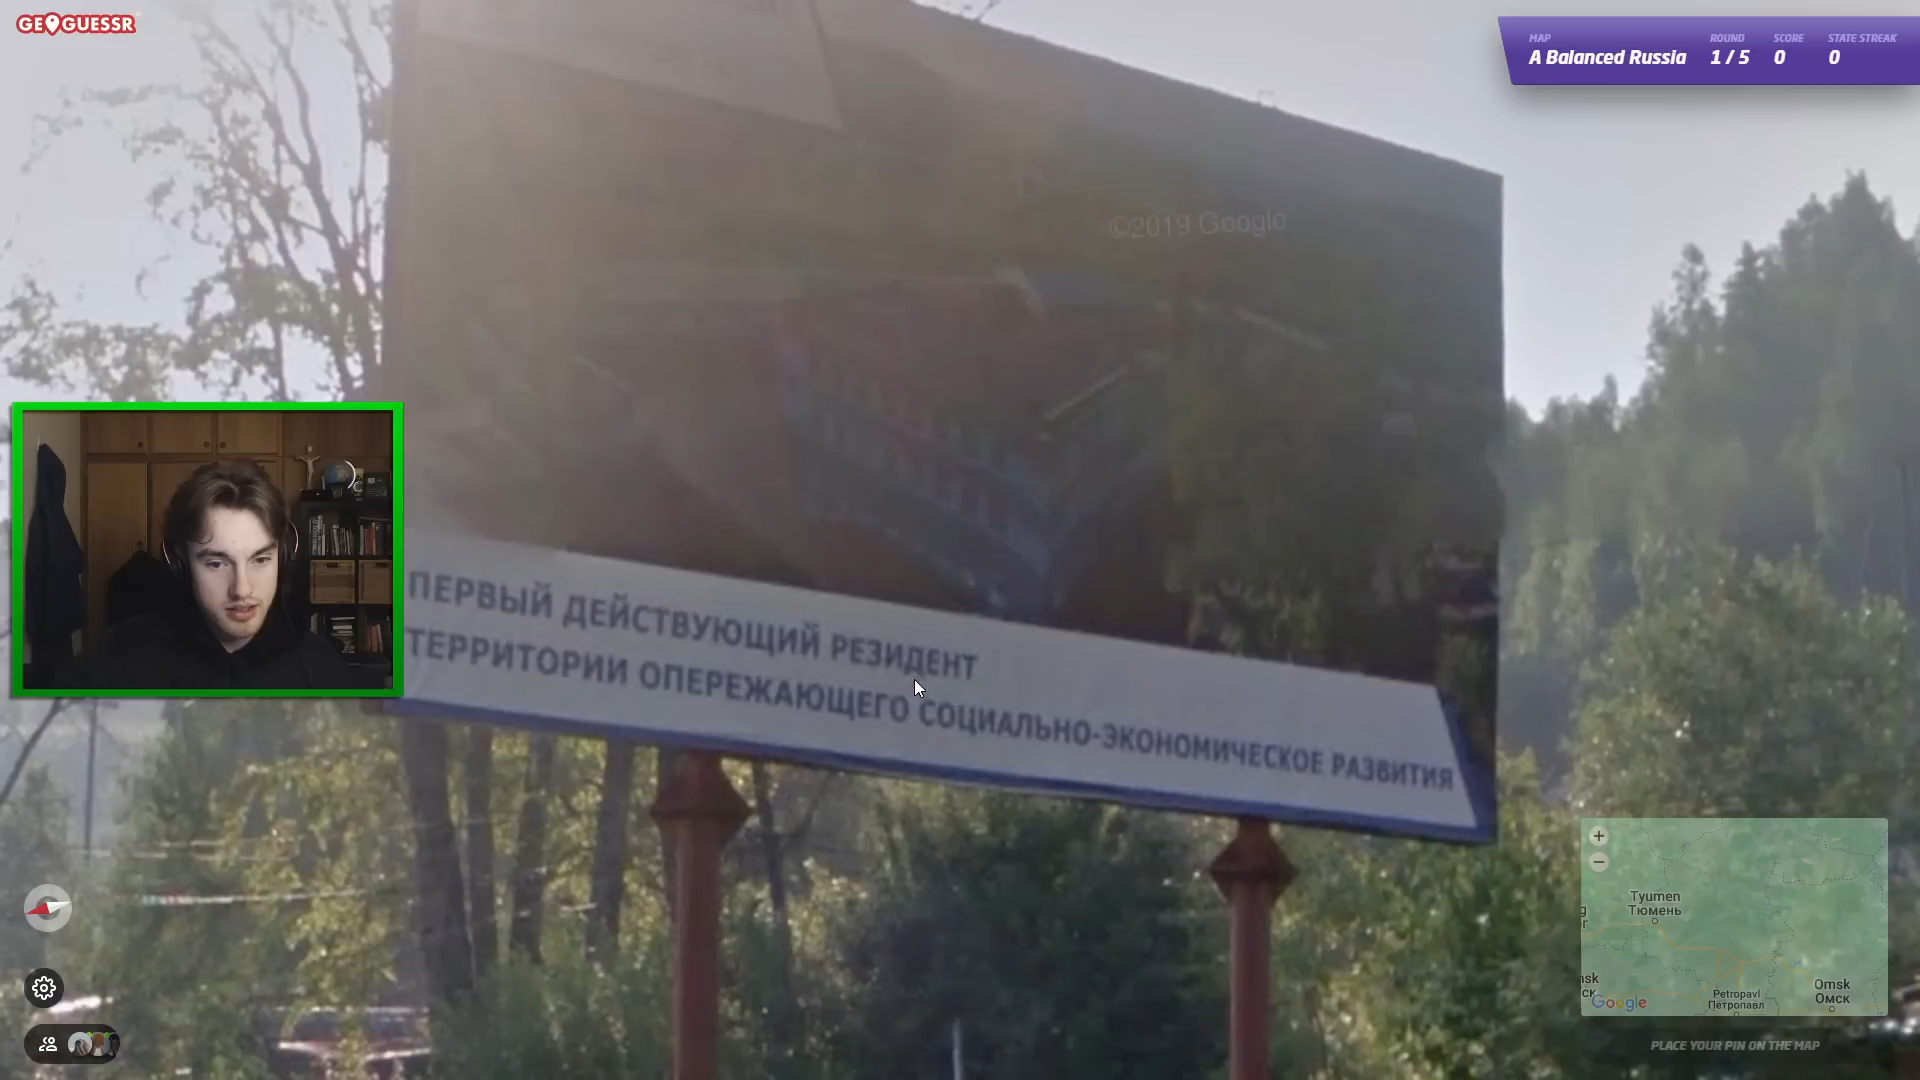 GEOGUESSR
MAP
A Balanced Russia
ROUND
1 / 5
SCORE
0
STATE STREAK
0
©2019 Google
ПЕРВЫЙ ДЕЙСТВУЮЩИЙ РЕЗИДЕНТ
ТЕРРИТОРИИ ОПЕРЕЖАЮЩЕГО СОЦИАЛЬНО-ЭКОНОМИЧЕСКОЕ РАЗВИТИЯ
Tyumen
Тюмень
Google
Petropavl
Петропавл
Omsk
Омск
PLACE YOUR PIN ON THE MAP